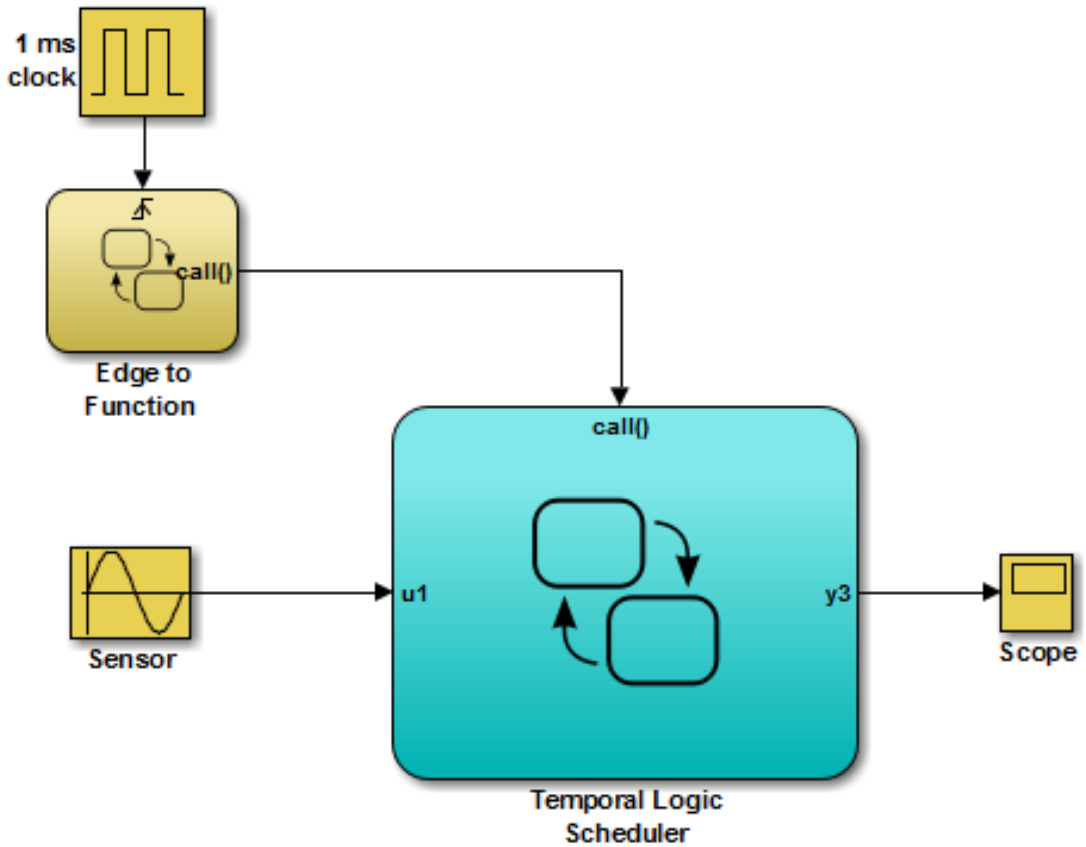 1 ms
clock
call()
Edge to
Function
call()
u1
y3
Sensor
Scope
Temporal Logic
Scheduler